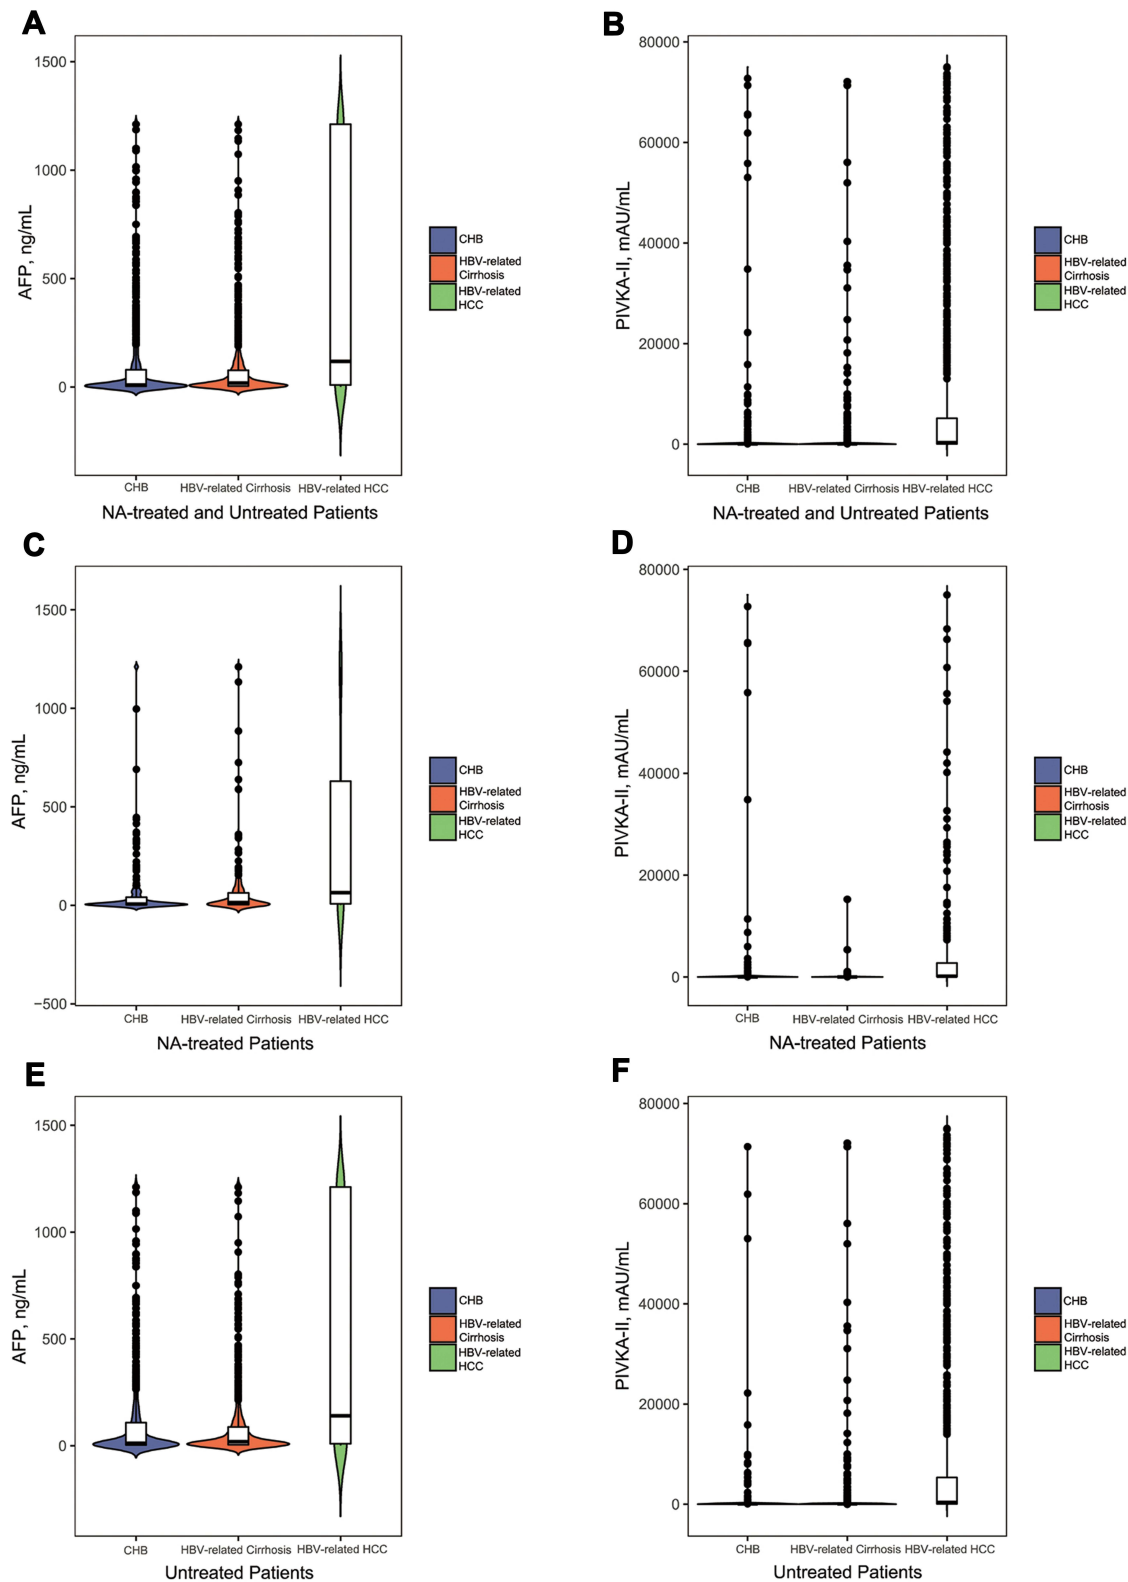 A
AFP, ng/mL
1500
1000
500
0
CHB
HBV-related Cirrhosis
HBV-related HCC
NA-treated and Untreated Patients
CHB
HBV-related
Cirrhosis
HBV-related
HCC
B
PIVKA-II, mAU/mL
80000
60000
40000
20000
0
CHB
HBV-related Cirrhosis
HBV-related HCC
NA-treated and Untreated Patients
CHB
HBV-related
Cirrhosis
HBV-related
HCC
C
AFP, ng/mL
1500
1000
500
0
−500
CHB
HBV-related Cirrhosis
HBV-related HCC
NA-treated Patients
CHB
HBV-related
Cirrhosis
HBV-related
HCC
D
PIVKA-II, mAU/mL
80000
60000
40000
20000
0
CHB
HBV-related Cirrhosis
HBV-related HCC
NA-treated Patients
CHB
HBV-related
Cirrhosis
HBV-related
HCC
E
AFP, ng/mL
1500
1000
500
0
CHB
HBV-related Cirrhosis
HBV-related HCC
Untreated Patients
CHB
HBV-related
Cirrhosis
HBV-related
HCC
F
PIVKA-II, mAU/mL
80000
60000
40000
20000
0
CHB
HBV-related Cirrhosis
HBV-related HCC
Untreated Patients
CHB
HBV-related
Cirrhosis
HBV-related
HCC